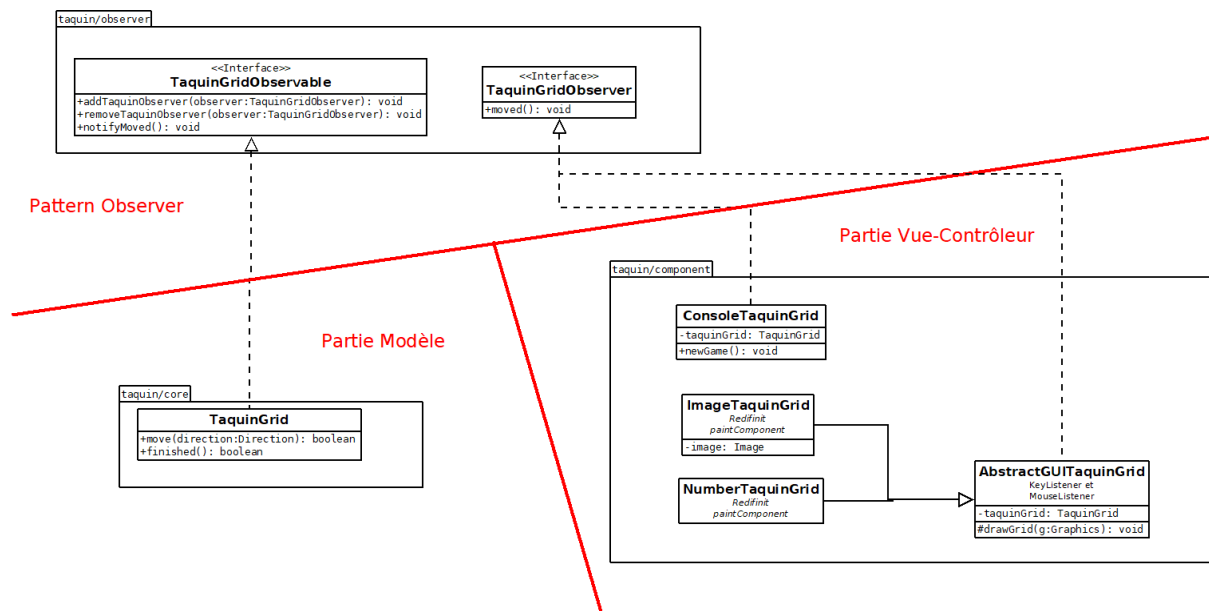 taquin/observer
<<Interface>>
TaquinGridObservable
+addTaquinObserver(observer:TaquinGridObserver): void
+removeTaquinObserver(observer:TaquinGridObserver): void
+notifyMoved(): void
<<Interface>>
TaquinGridObserver
+moved(): void
Pattern Observer
Partie Vue-Contrôleur
Partie Modèle
taquin/core
TaquinGrid
+move(direction:Direction): boolean
+finished(): boolean
taquin/component
ConsoleTaquinGrid
-taquinGrid: TaquinGrid
+newGame(): void
ImageTaquinGrid
Redifinit
paintComponent
-image: Image
NumberTaquinGrid
Redifinit
paintComponent
AbstractGUITaquinGrid
KeyListener et
MouseListener
-taquinGrid: TaquinGrid
#drawGrid(g:Graphics): void